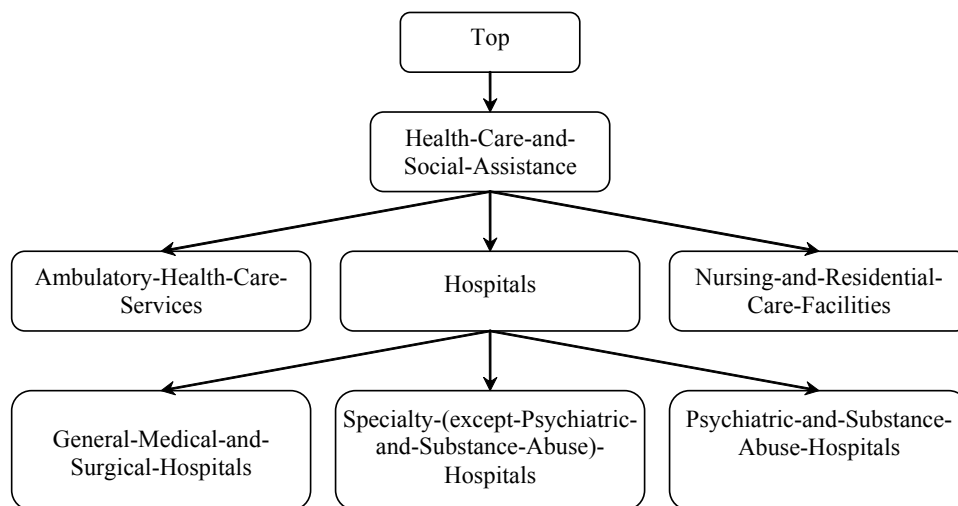 Top
Health-Care-and-
Social-Assistance
Ambulatory-Health-Care-
Services
Hospitals
Nursing-and-Residential-
Care-Facilities
General-Medical-and-
Surgical-Hospitals
Specialty-(except-Psychiatric-
and-Substance-Abuse)-
Hospitals
Psychiatric-and-Substance-
Abuse-Hospitals